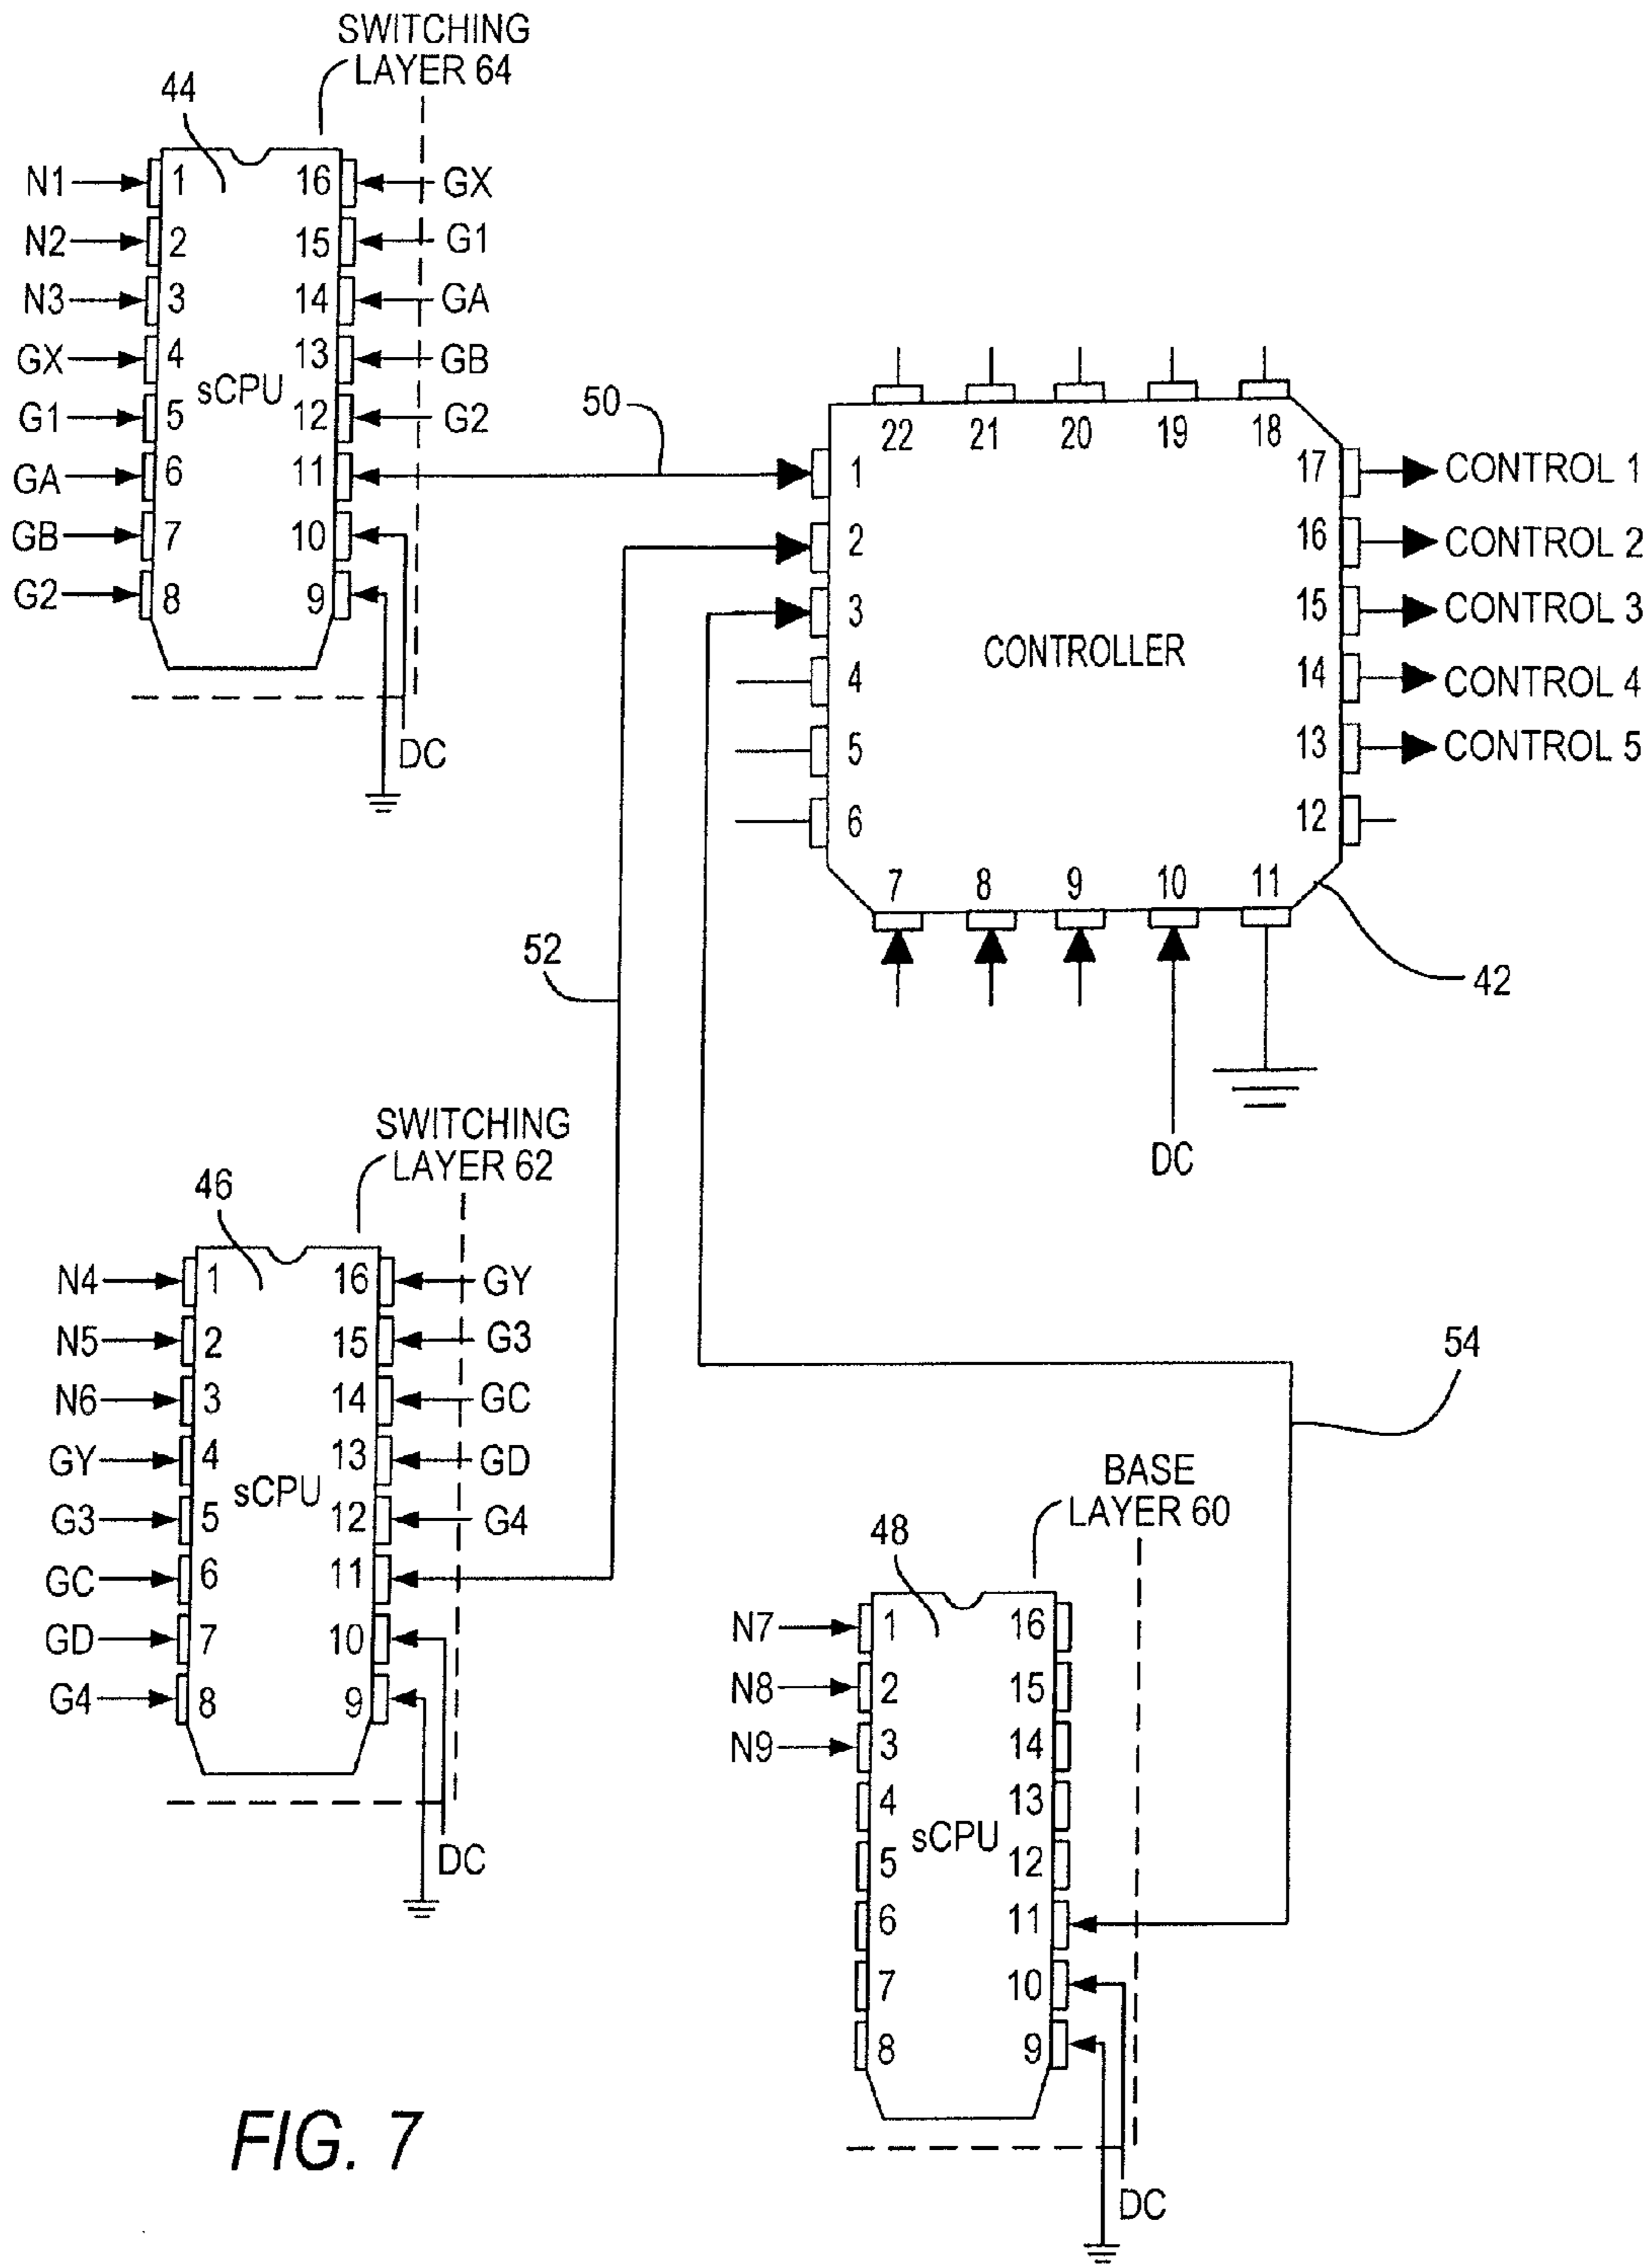 SWITCHING
LAYER 64
44
N1 1 16 GX
N2 2 15 G1
N3 3 14 GA
GX 4 13 GB
sCPU
G1 5 12 G2
GA 6 11
GB 7 10
G2 8 9
DC
50
22 21 20 19 18
1 17 CONTROL 1
2 16 CONTROL 2
3 15 CONTROL 3
CONTROLLER
4 14 CONTROL 4
5 13 CONTROL 5
6 12
7 8 9 10 11
42
DC
52
SWITCHING
LAYER 62
46
N4 1 16 GY
N5 2 15 G3
N6 3 14 GC
GY 4 13 GD
sCPU
G3 5 12 G4
GC 6 11
GD 7 10
G4 8 9
DC
54
BASE
LAYER 60
48
N7 1 16
N8 2 15
N9 3 14
4 13
sCPU
5 12
6 11
7 10
8 9
DC
FIG. 7